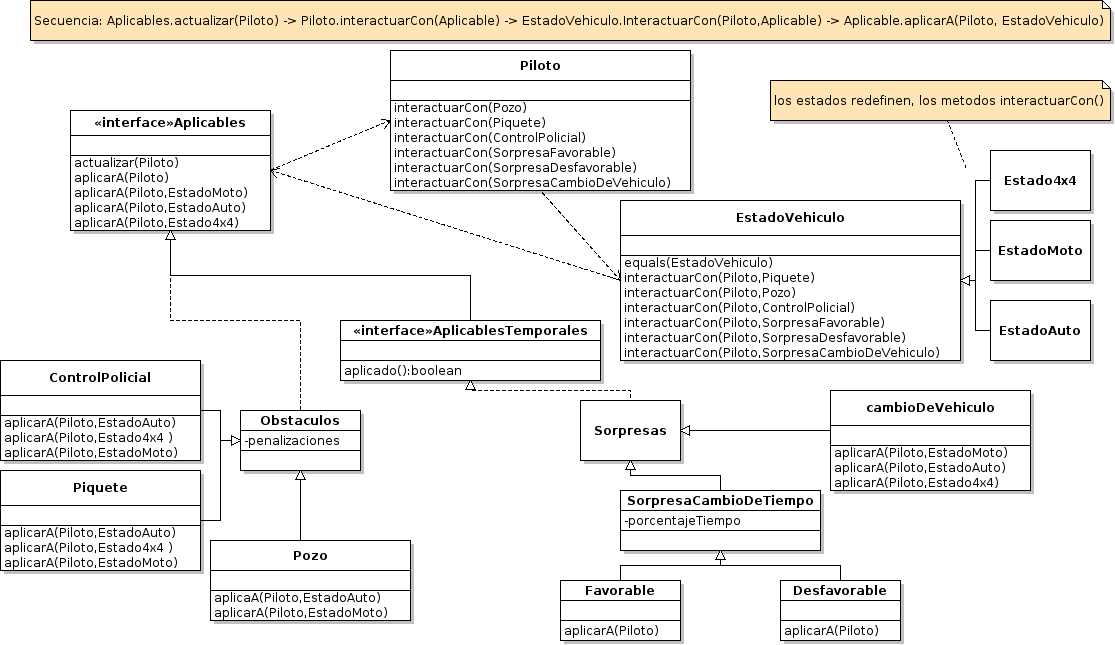 Secuencia: Aplicables.actualizar(Piloto) -> Piloto.interactuarCon(Aplicable) -> EstadoVehiculo.InteractuarCon(Piloto,Aplicable) -> Aplicable.aplicarA(Piloto, EstadoVehiculo)
Piloto
interactuarCon(Pozo)
interactuarCon(Piquete)
interactuarCon(ControlPolicial)
interactuarCon(SorpresaFavorable)
interactuarCon(SorpresaDesfavorable)
interactuarCon(SorpresaCambioDeVehiculo)
los estados redefinen, los metodos interactuarCon()
«interface»Aplicables
actualizar(Piloto)
aplicarA(Piloto)
aplicarA(Piloto,EstadoMoto)
aplicarA(Piloto,EstadoAuto)
aplicarA(Piloto,Estado4x4)
Estado4x4
EstadoMoto
EstadoAuto
EstadoVehiculo
equals(EstadoVehiculo)
interactuarCon(Piloto,Piquete)
interactuarCon(Piloto,Pozo)
interactuarCon(Piloto,ControlPolicial)
interactuarCon(Piloto,SorpresaFavorable)
interactuarCon(Piloto,SorpresaDesfavorable)
interactuarCon(Piloto,SorpresaCambioDeVehiculo)
«interface»AplicablesTemporales
aplicado():boolean
ControlPolicial
aplicarA(Piloto,EstadoAuto)
aplicarA(Piloto,Estado4x4 )
aplicarA(Piloto,EstadoMoto)
Obstaculos
-penalizaciones
Sorpresas
cambioDeVehiculo
aplicarA(Piloto,EstadoMoto)
aplicarA(Piloto,EstadoAuto)
aplicarA(Piloto,Estado4x4)
Piquete
aplicarA(Piloto,EstadoAuto)
aplicarA(Piloto,Estado4x4 )
aplicarA(Piloto,EstadoMoto)
SorpresaCambioDeTiempo
-porcentajeTiempo
Pozo
aplicaA(Piloto,EstadoAuto)
aplicarA(Piloto,EstadoMoto)
Favorable
aplicarA(Piloto)
Desfavorable
aplicarA(Piloto)